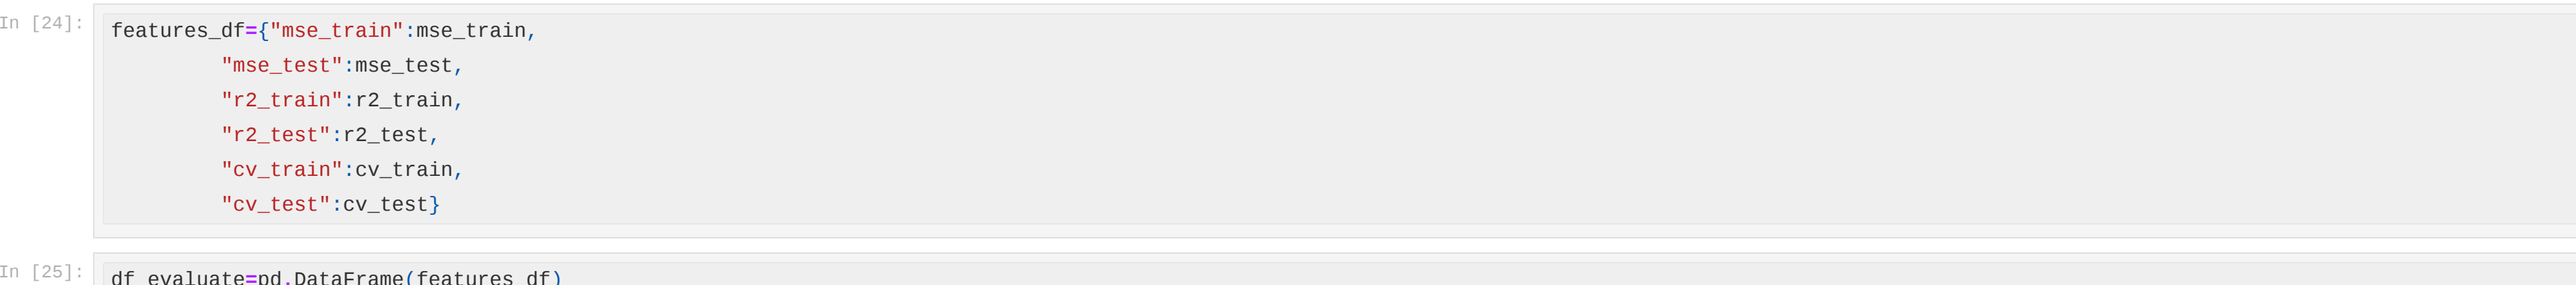 In [24]:
features_df={"mse_train":mse_train,
"mse_test":mse_test,
"r2_train":r2_train,
"r2_test":r2_test,
"cv_train":cv_train,
"cv_test":cv_test}
In [25]:
df_evaluate=pd.DataFrame(features_df)